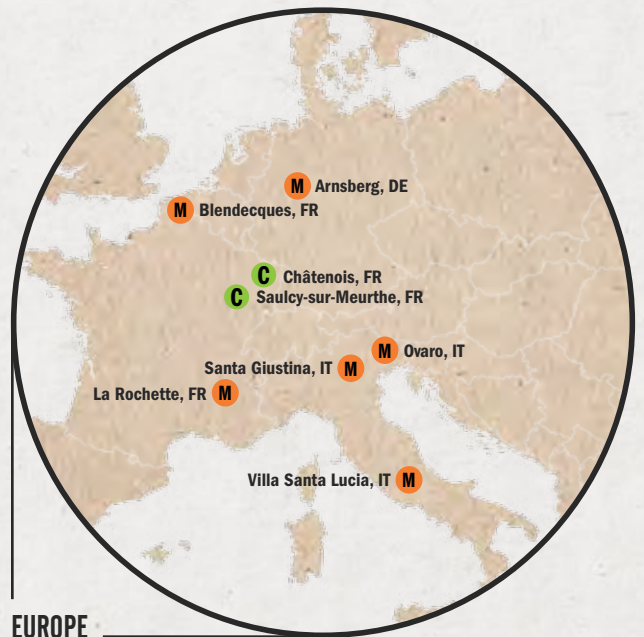 M Arnsberg, DE
M Blendecques, FR
C Châtenois, FR
C Saulcy-sur-Meurthe, FR
M Ovaro, IT
Santa Giustina, IT M
La Rochette, FR M
Villa Santa Lucia, IT M
EUROPE